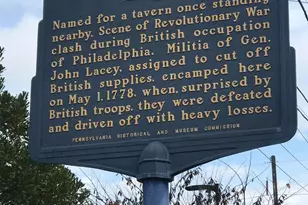 Named for a tavern once standing
nearby. Scene of Revolutionary War
clash during British occupation
of Philadelphia. Militia of Gen.
John Lacey, assigned to cut off
British supplies, encamped here
on May 1, 1778, when, surprised by
British troops, they were defeated
and driven off with heavy losses.
PENNSYLVANIA HISTORICAL AND MUSEUM COMMISSION